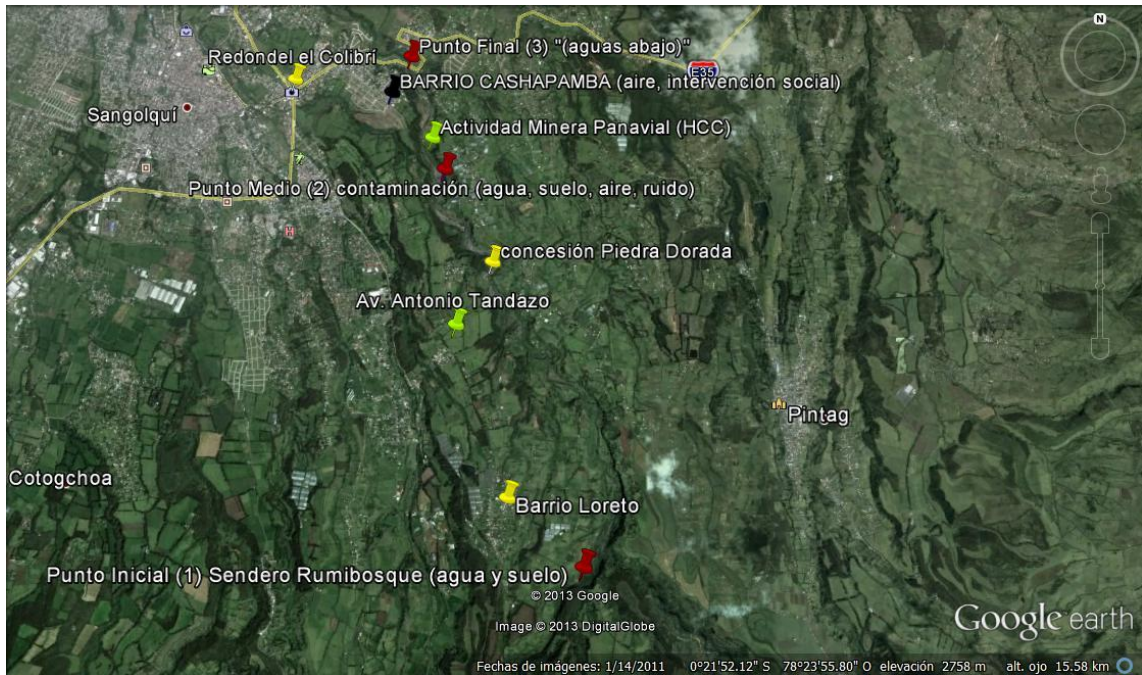 N
Punto Final (3) "(aguas abajo)"
Redondel el Colibrí
E35
BARRIO CASHAPAMBA (aire, intervención social)
Sangolquí
Actividad Minera Panavial (HCC)
Punto Medio (2) contaminación (agua, suelo, aire, ruido)
concesión Piedra Dorada
Av. Antonio Tandazo
Pintag
Cotogchoa
Barrio Loreto
Punto Inicial (1) Sendero Rumibosque (agua y suelo)
© 2013 Google
Image © 2013 DigitalGlobe
Google earth
Fechas de imágenes: 1/14/2011 0°21'52.12" S 78°23'55.80" O elevación 2758 m alt. ojo 15.58 km